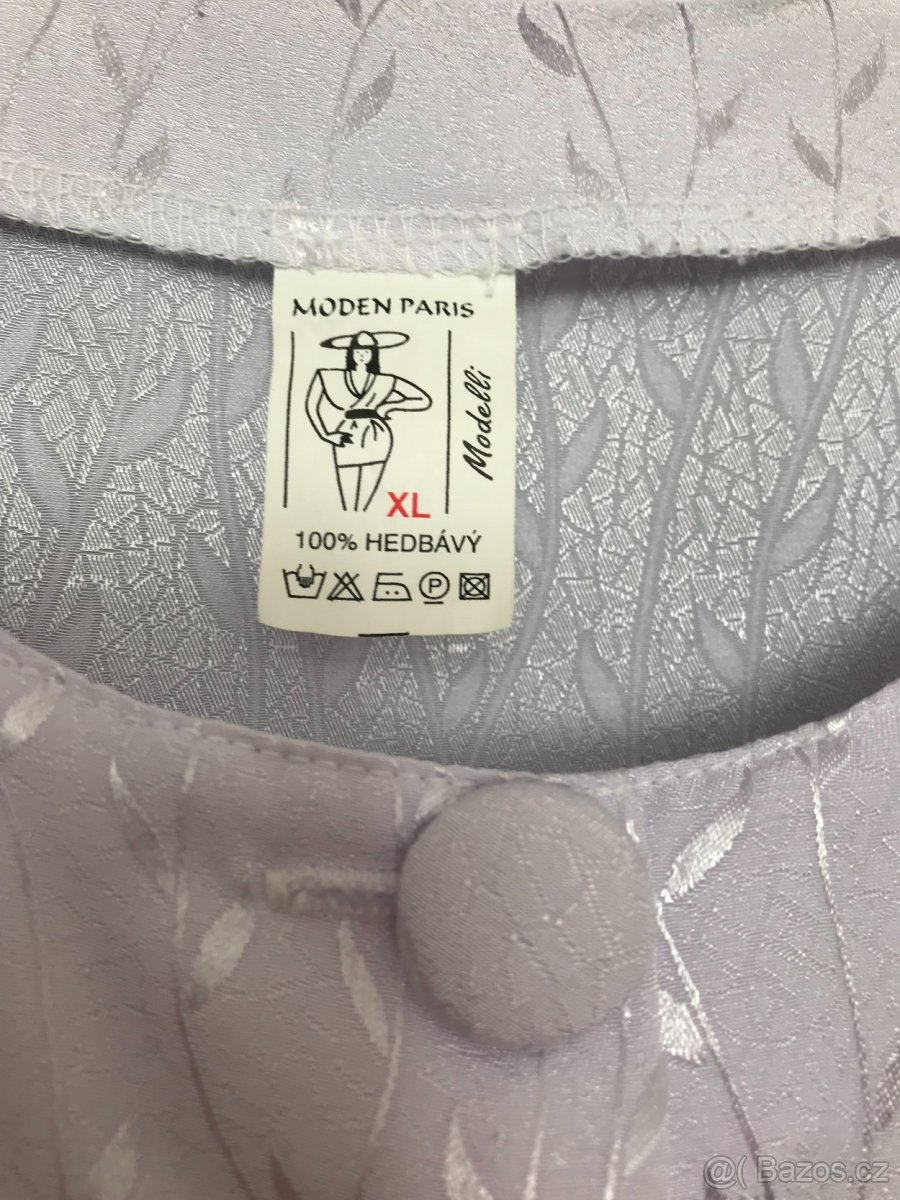 MODEN PARIS
Modelli
XL
100% HEDBÁVÝ
P
@( Bazos.cz